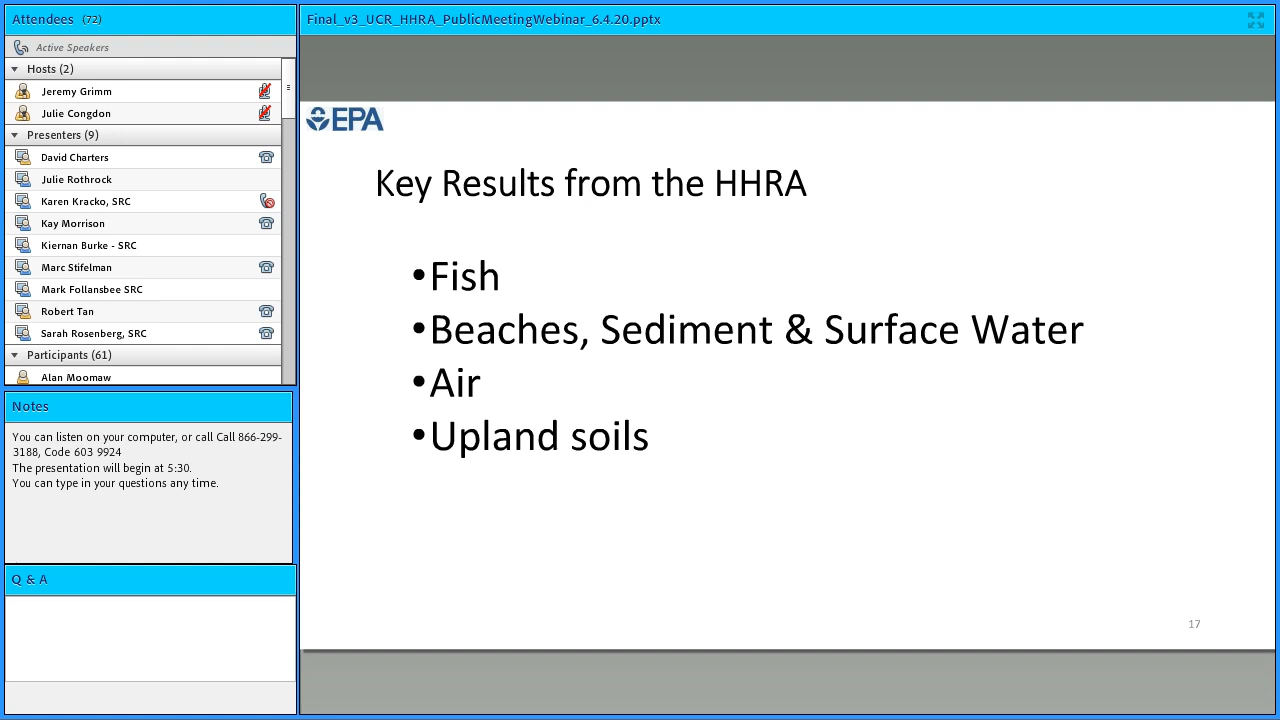 Attendees (72)
Active Speakers
Hosts (2)
Jeremy Grimm
Julie Congdon
Presenters (9)
David Charters
Julie Rothrock
Karen Kracko, SRC
Kay Morrison
Kiernan Burke - SRC
Marc Stifelman
Mark Follansbee SRC
Robert Tan
Sarah Rosenberg, SRC
Participants (61)
Alan Moomaw
Notes
You can listen on your computer, or call Call 866-299-
3188, Code 603 9924
The presentation will begin at 5:30.
You can type in your questions any time.
Q & A
Final_v3_UCR_HHRA_PublicMeetingWebinar_6.4.20.pptx
EPA
Key Results from the HHRA
•Fish
•Beaches, Sediment & Surface Water
•Air
•Upland soils
17